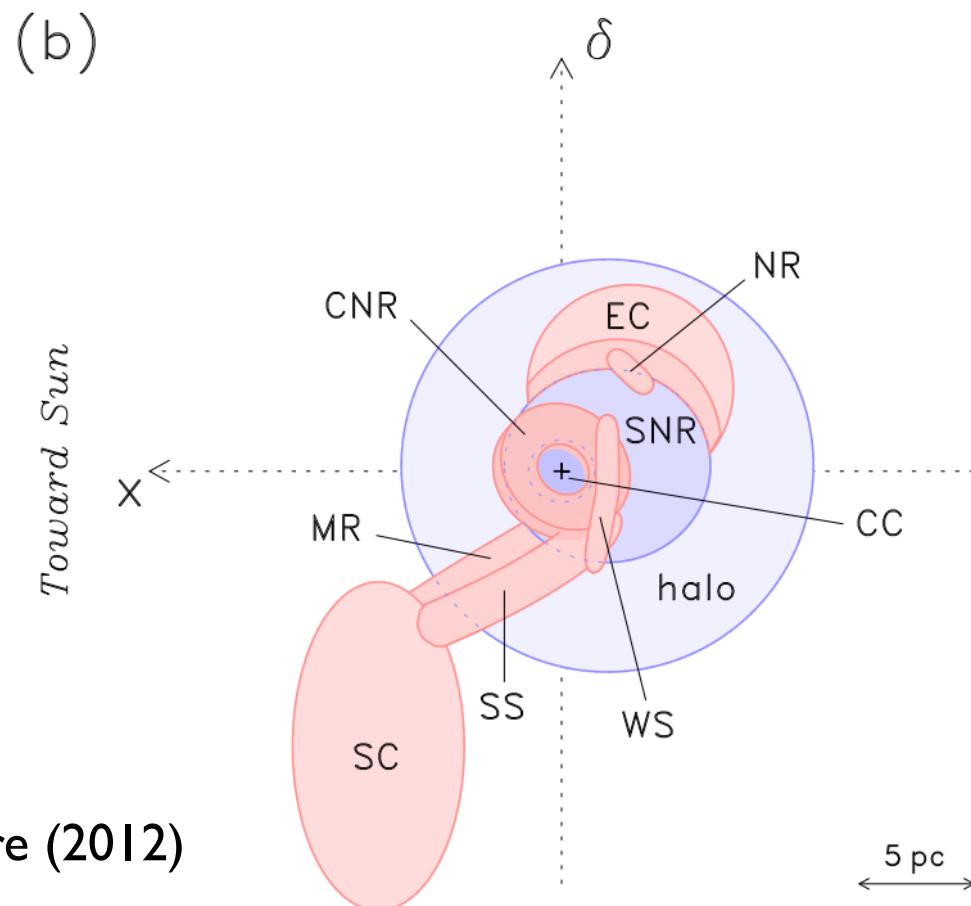 (b)
δ
NR
CNR
EC
SNR
Toward Sun
X
CC
MR
halo
SS
WS
SC
re (2012)
5 pc